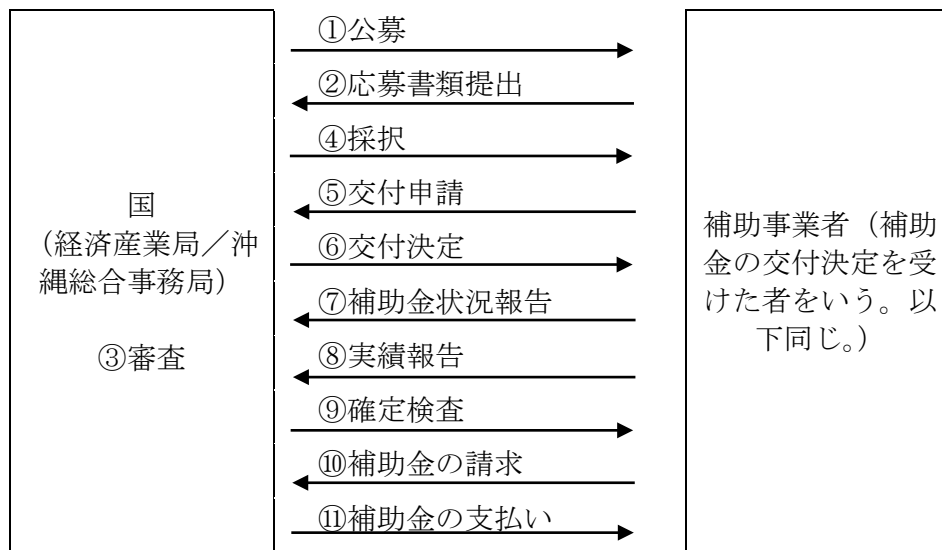 国
（経済産業局／沖
縄総合事務局）
③審査
①公募
②応募書類提出
④採択
⑤交付申請
⑥交付決定
⑦補助金状況報告
⑧実績報告
⑨確定検査
⑩補助金の請求
⑪補助金の支払い
補助事業者（補助
金の交付決定を受
けた者をいう。以
下同じ。）